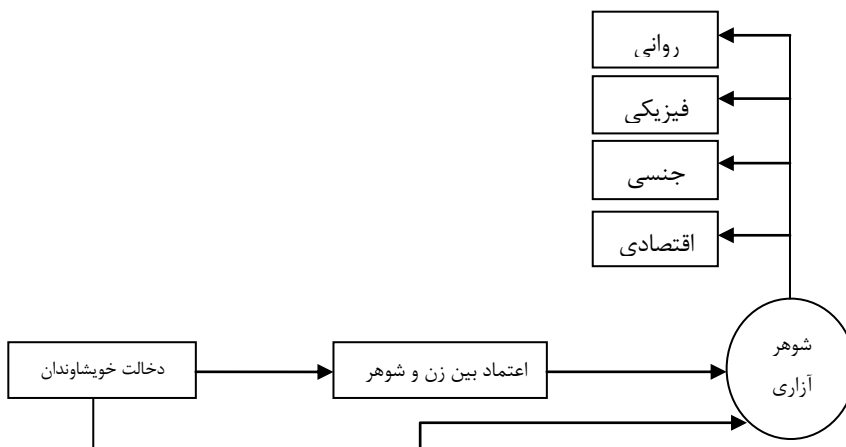 روانی
فیزیکی
جنسی
اقتصادی
شوهر
آزاری
اعتماد بین زن و شوهر
دخالت خویشاوندان